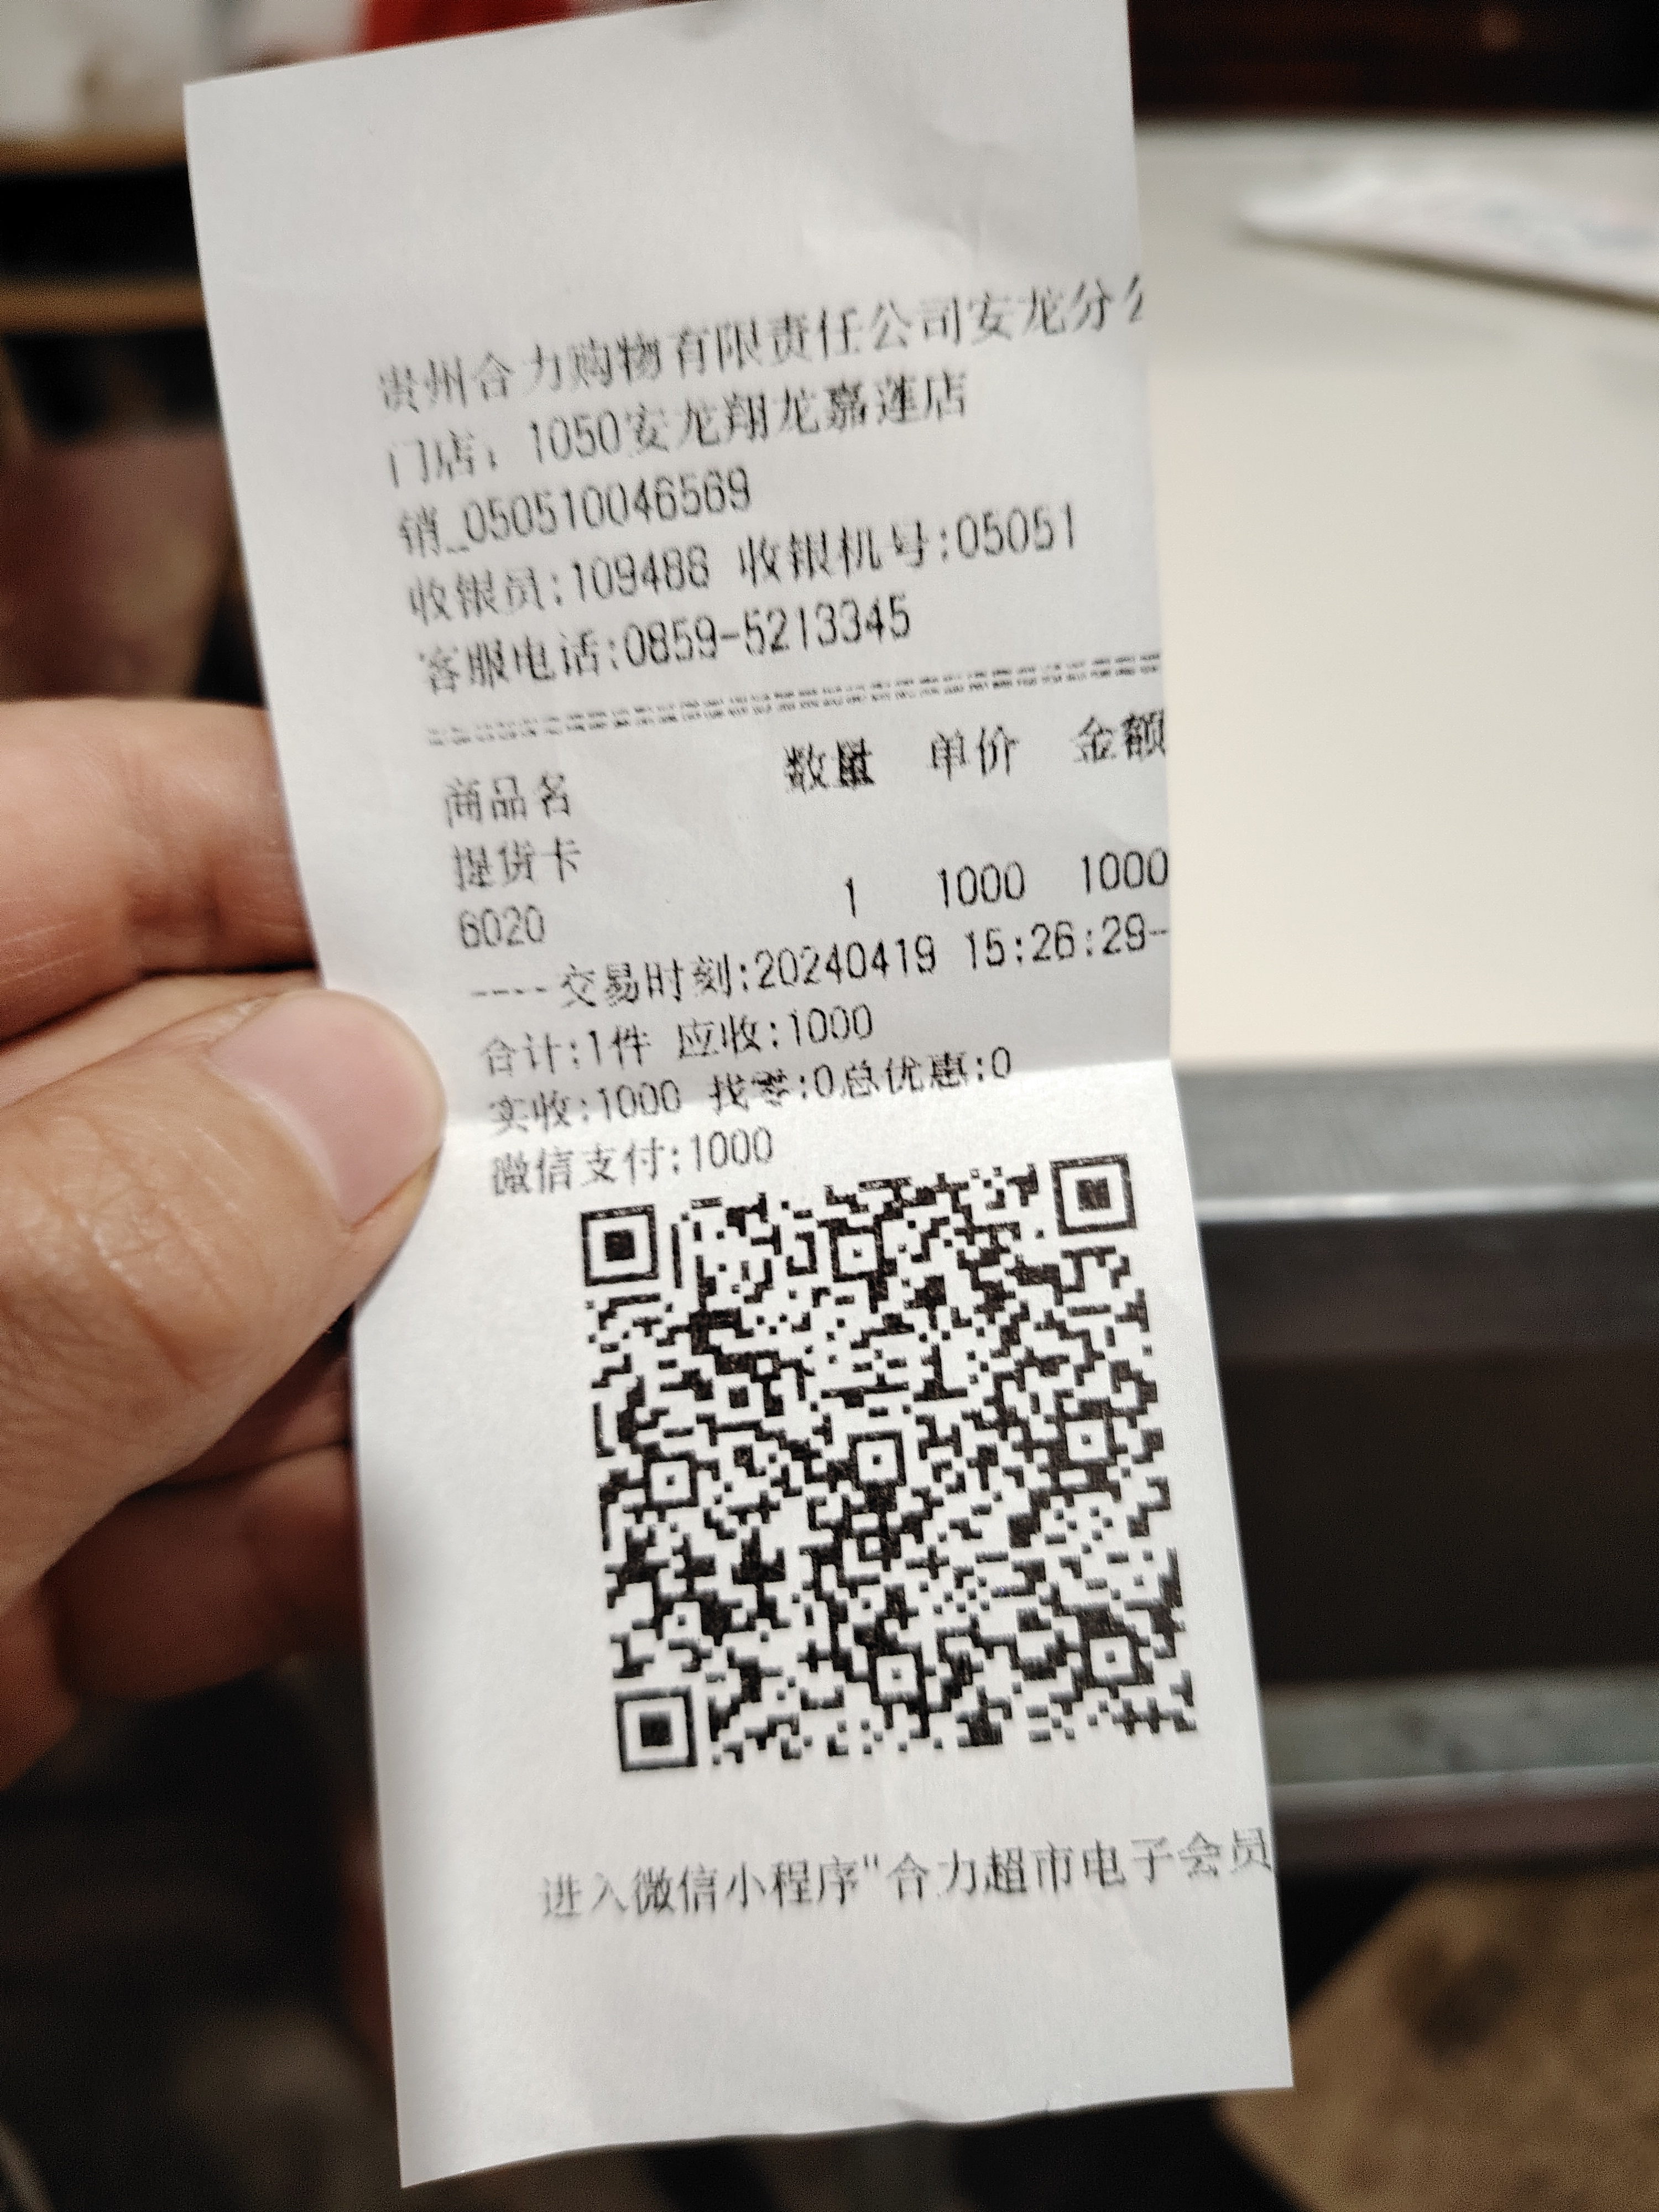 贵州合力购物有限责任公司安龙分公
门店: 1050安龙翔龙嘉莲店
销_050510046569
收银员:109488 收银机号:05051
客服电话:0859-5213345
商品名 数量 单价 金额
提货卡
6020 1 1000 1000
----交易时刻:20240419 15:26:29-
合计:1件 应收:1000
实收:1000 找零:0总优惠:0
微信支付:1000
进入微信小程序"合力超市电子会员